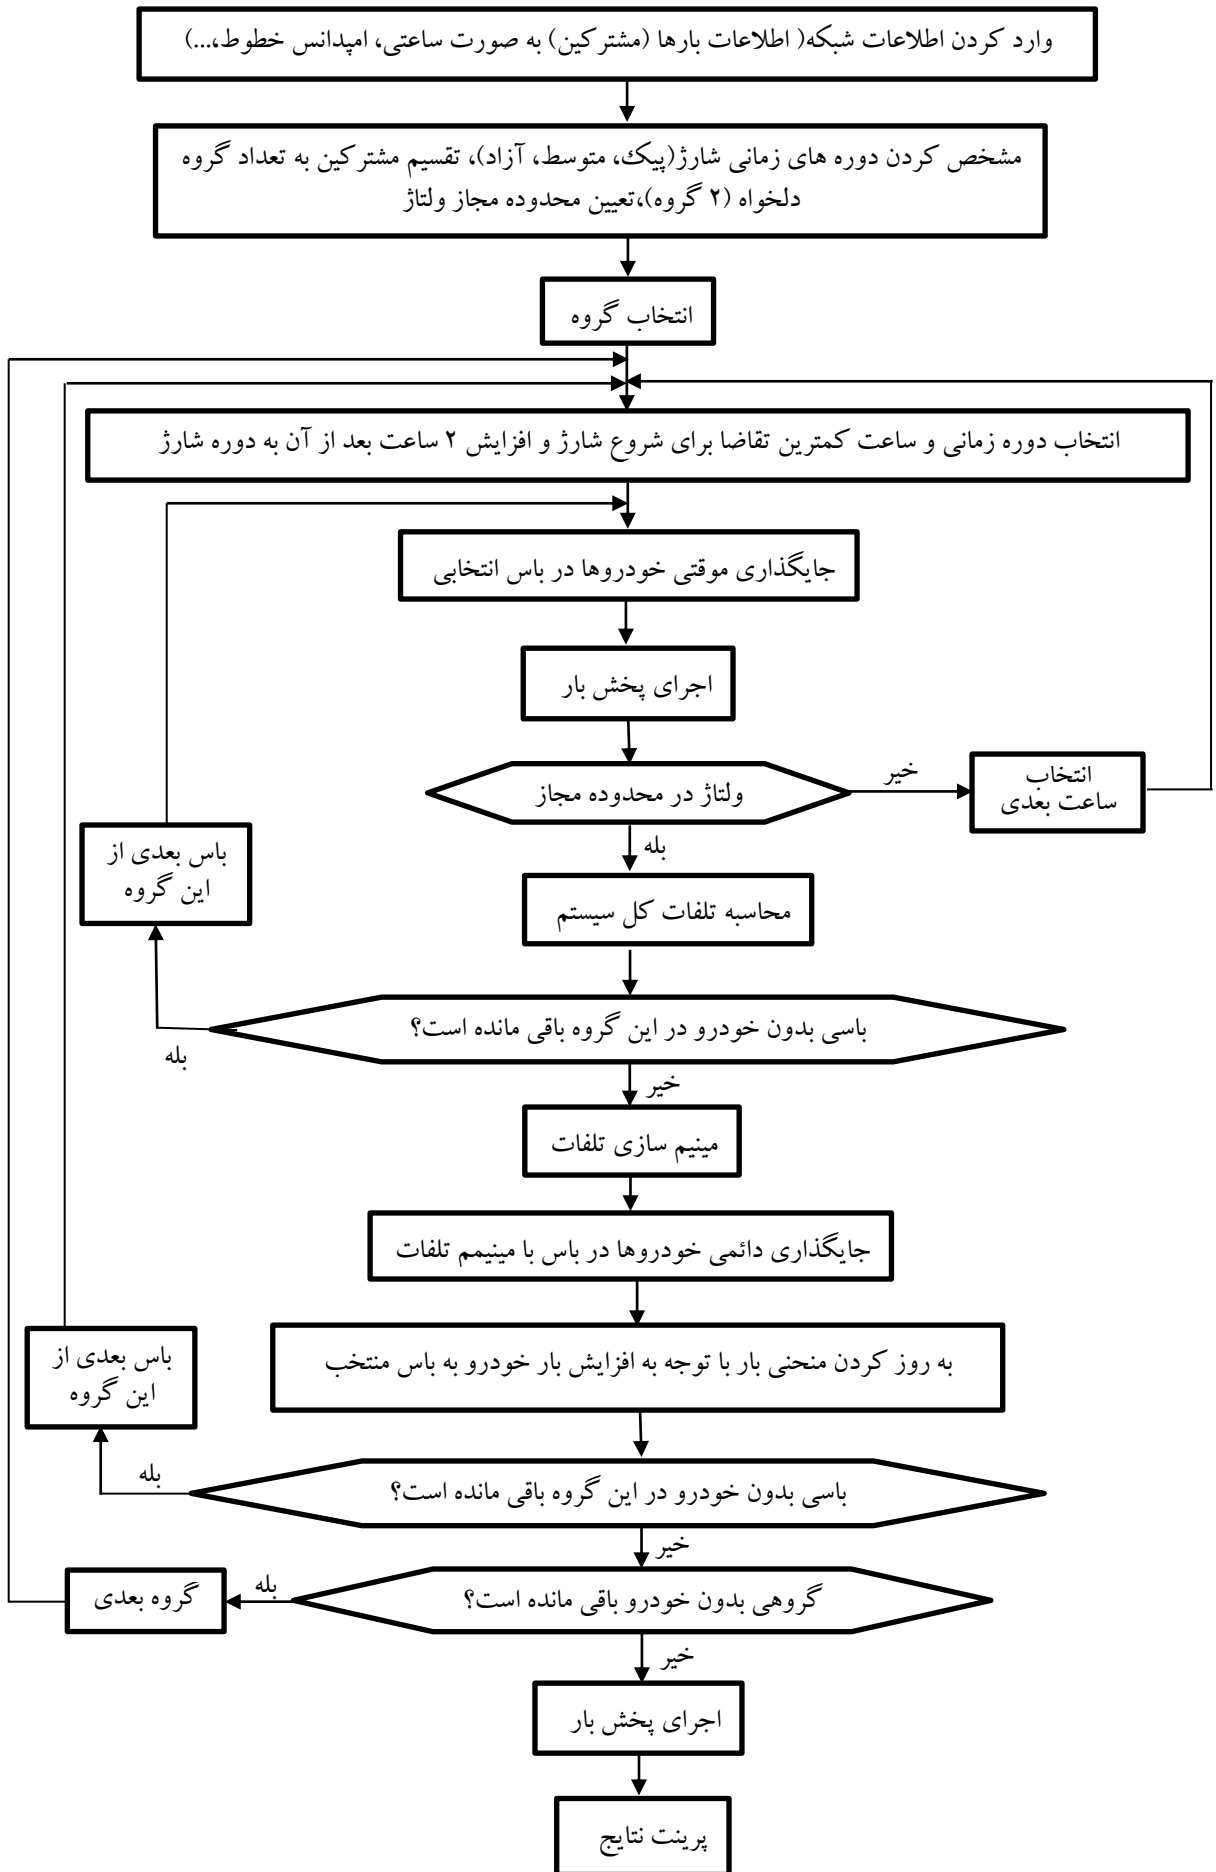 وارد کردن اطلاعات شبکه( اطلاعات بارها (مشترکین) به صورت ساعتی، امپدانس خطوط،...)
مشخص کردن دوره های زمانی شارژ(پیک، متوسط، آزاد)، تقسیم مشترکین به تعداد گروه
دلخواه (۲ گروه)،تعیین محدوده مجاز ولتاژ
انتخاب گروه
انتخاب دوره زمانی و ساعت کمترین تقاضا برای شروع شارژ و افزایش ۲ ساعت بعد از آن به دوره شارژ
جایگذاری موقتی خودروها در باس انتخابی
اجرای پخش بار
ولتاژ در محدوده مجاز
خیر
انتخاب
ساعت بعدی
بله
باس بعدی از
این گروه
محاسبه تلفات کل سیستم
باسی بدون خودرو در این گروه باقی مانده است؟
بله
خیر
مینیم سازی تلفات
جایگذاری دائمی خودروها در باس با مینیمم تلفات
به روز کردن منحنی بار با توجه به افزایش بار خودرو به باس منتخب
باس بعدی از
این گروه
بله
باسی بدون خودرو در این گروه باقی مانده است؟
خیر
گروهی بدون خودرو باقی مانده است؟
بله
گروه بعدی
خیر
اجرای پخش بار
پرینت نتایج